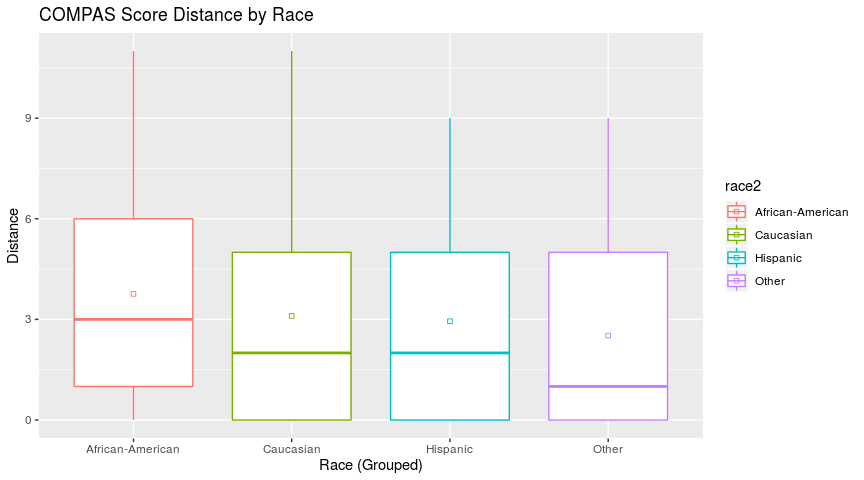 COMPAS Score Distance by Race
Distance
9
6
3
0
African-American
Caucasian
Hispanic
Other
Race (Grouped)
race2
African-American
Caucasian
Hispanic
Other